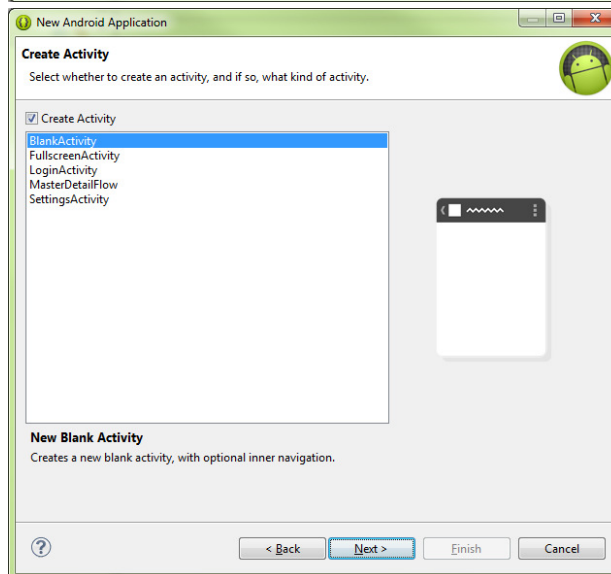 New Android Application
Create Activity
Select whether to create an activity, and if so, what kind of activity.
Create Activity
BlankActivity
FullscreenActivity
LoginActivity
MasterDetailFlow
SettingsActivity
New Blank Activity
Creates a new blank activity, with optional inner navigation.
< Back Next > Finish Cancel